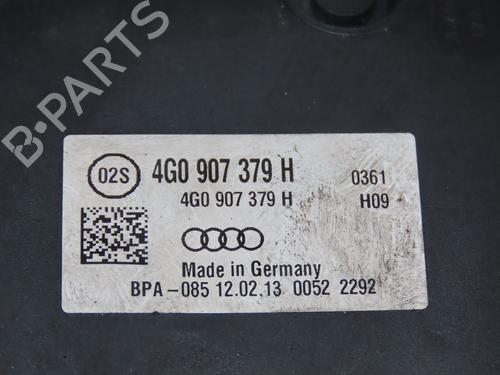 B-PARTS
02S
4G0 907 379 H
0361
4G0 907 379 H
H09
Made in Germany
BPA-085 12.02.13 0052 2292